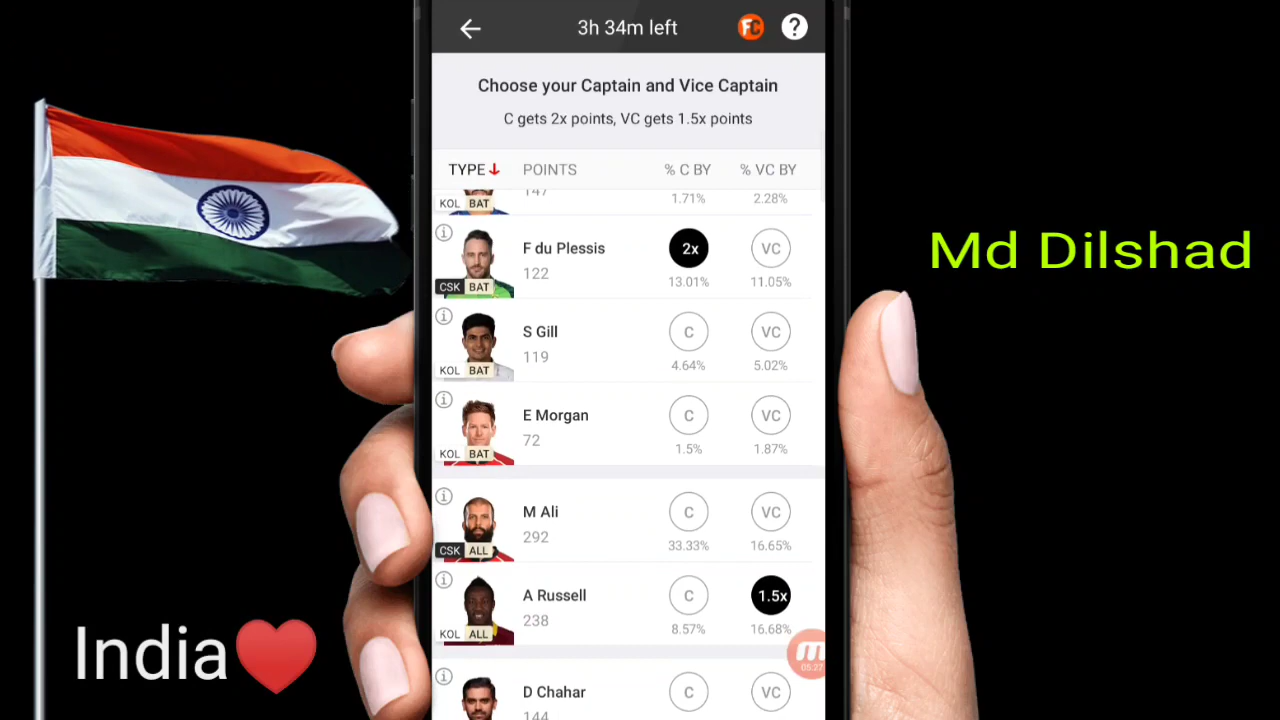 3h 34m left
FC
?
Choose your Captain and Vice Captain
C gets 2x points, VC gets 1.5x points
TYPE POINTS % C BY % VC BY
147
KOL BAT 1.71% 2.28%
F du Plessis 2x VC
122
CSK BAT 13.01% 11.05%
S Gill C VC
119
KOL BAT 4.64% 5.02%
E Morgan C VC
72
KOL BAT 1.5% 1.87%
M Ali C VC
292
CSK ALL 33.33% 16.65%
A Russell C 1.5x
238
KOL ALL 8.57% 16.68%
05:27
D Chahar C VC
144
Md Dilshad
India